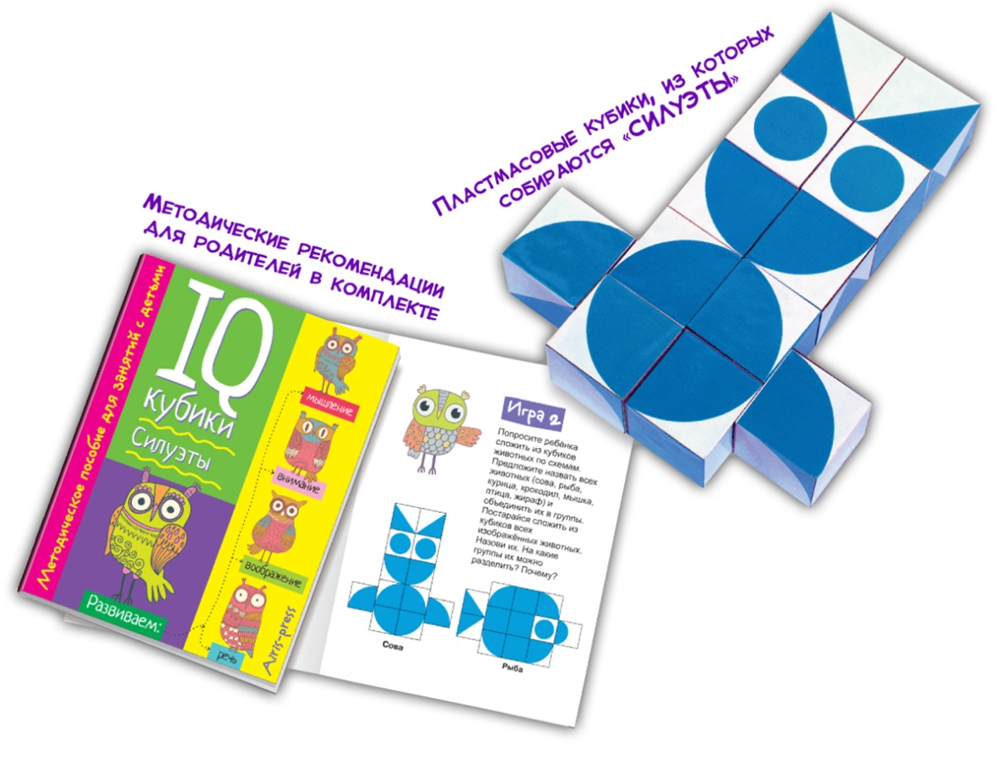 Пластмасовые кубики, из которых
собираются «СИЛУЭТЫ»
Методические рекомендации
для родителей в комплекте
Методическое пособие для занятий с детьми
IQ
кубики
Силуэты
Развиваем:
мышление
внимание
воображение
речь
Airis-press
Игра 2
Попросите ребёнка
сложить из кубиков
животных по схемам.
Предложите назвать всех
животных (сова, рыба,
курица, крокодил, мышка,
птица, жираф) и
объединить их в группы.
Постарайся сложить из
кубиков всех
изображённых животных.
Назови их. На какие
группы их можно
разделить? Почему?
Сова
Рыба